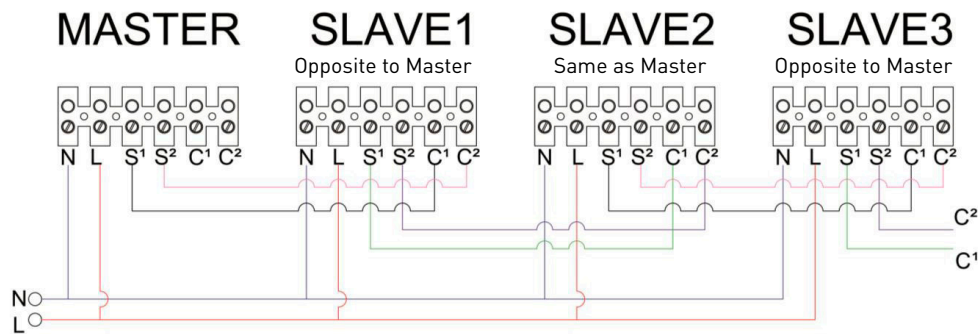 MASTER SLAVE1 SLAVE2 SLAVE3
Opposite to Master Same as Master Opposite to Master
N L S¹ S² C¹ C² N L S¹ S² C¹ C² N L S¹ S² C¹ C² N L S¹ S² C¹ C²
C²
C¹
N
L